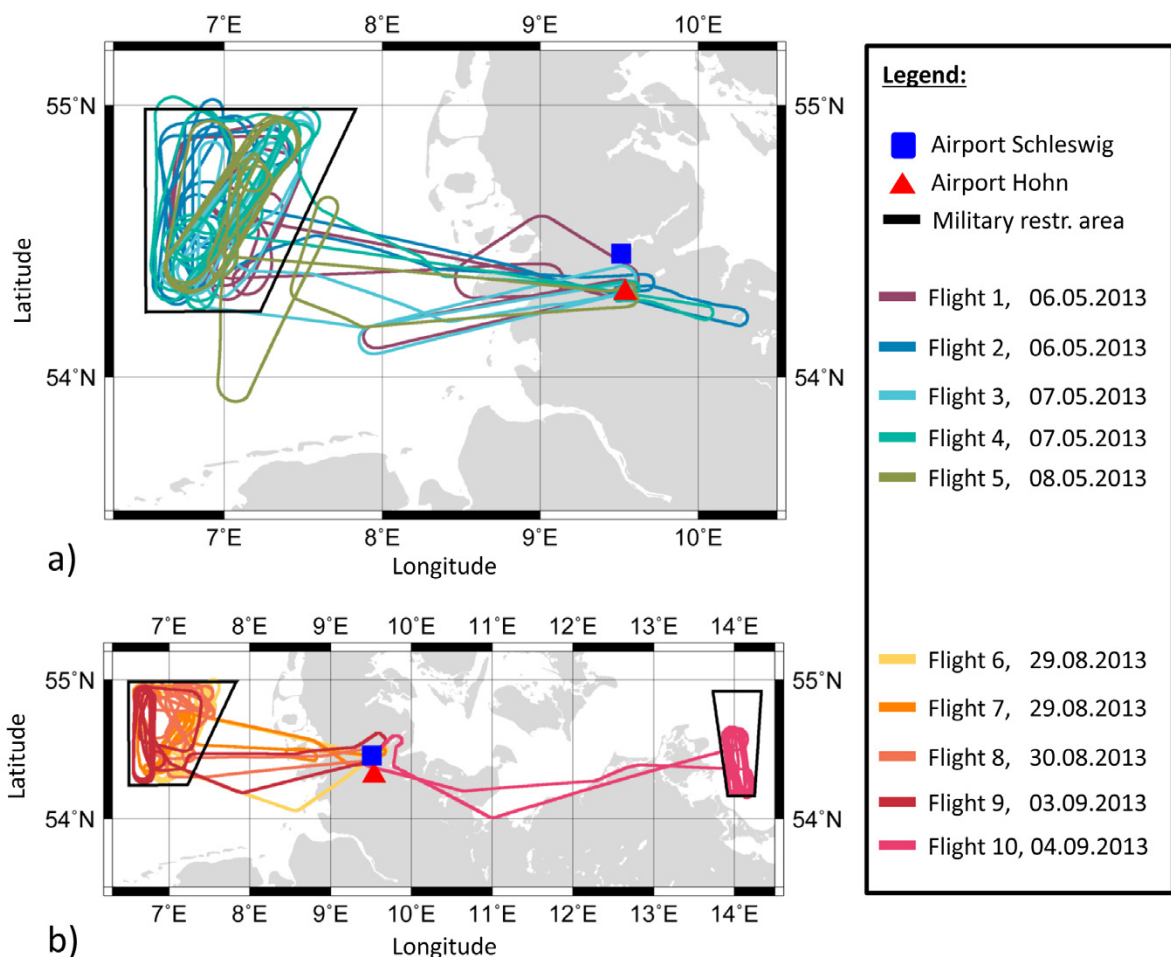 7°E 8°E 9°E 10°E
55°N 55°N
54°N 54°N
Latitude
7°E 8°E 9°E 10°E
Longitude
a)
7°E 8°E 9°E 10°E 11°E 12°E 13°E 14°E
55°N 55°N
54°N 54°N
Latitude
7°E 8°E 9°E 10°E 11°E 12°E 13°E 14°E
Longitude
b)
Legend:
Airport Schleswig
Airport Hohn
Military restr. area
Flight 1, 06.05.2013
Flight 2, 06.05.2013
Flight 3, 07.05.2013
Flight 4, 07.05.2013
Flight 5, 08.05.2013
Flight 6, 29.08.2013
Flight 7, 29.08.2013
Flight 8, 30.08.2013
Flight 9, 03.09.2013
Flight 10, 04.09.2013